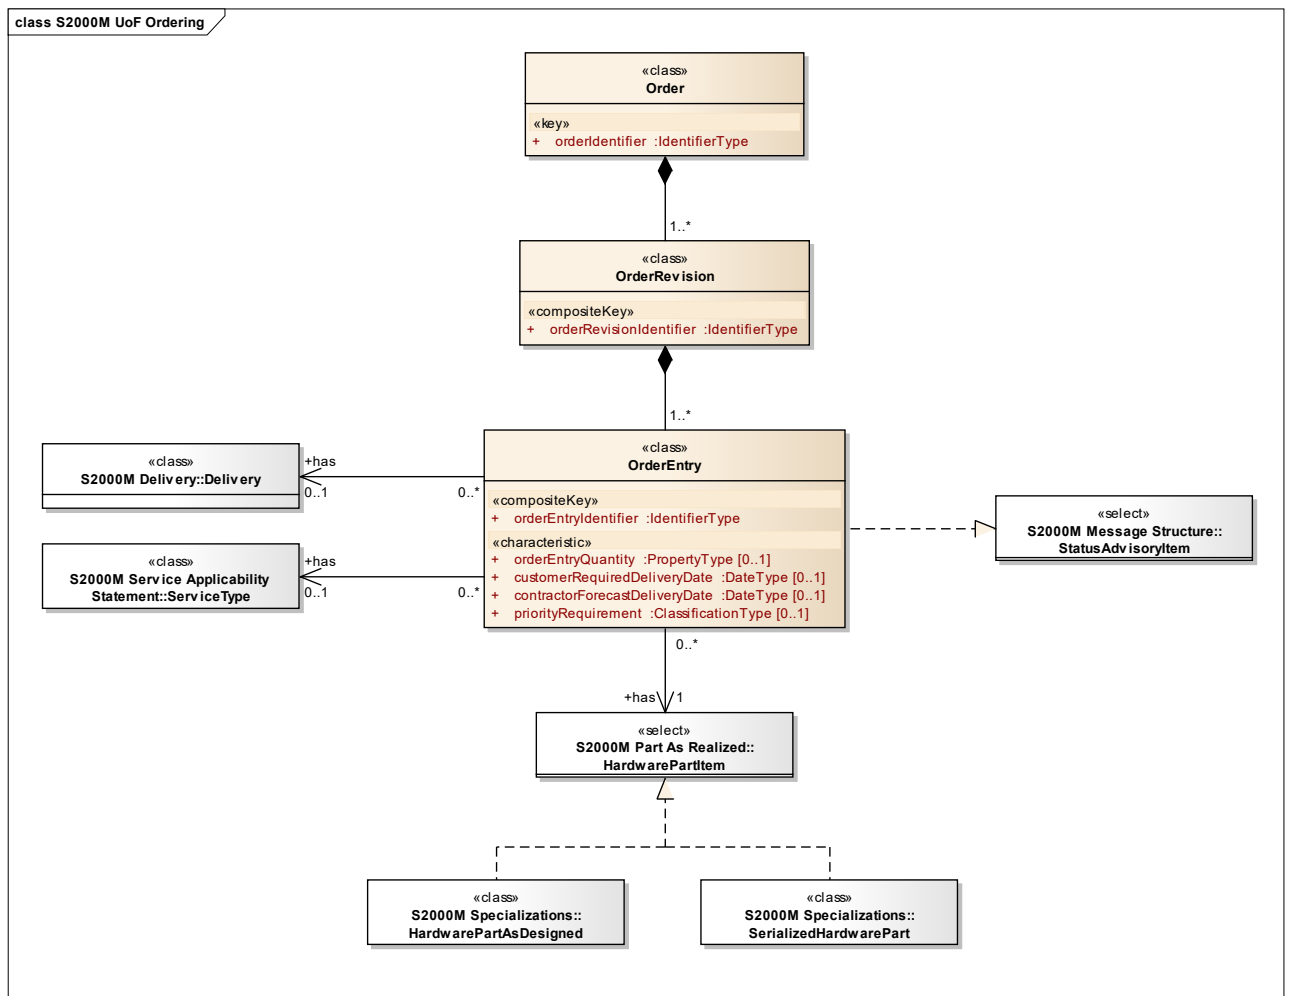 class S2000M UoF Ordering
«class»
Order
«key»
+ orderIdentifier :IdentifierType
1..*
«class»
OrderRevision
«compositeKey»
+ orderRevisionIdentifier :IdentifierType
1..*
«class»
OrderEntry
«compositeKey»
+ orderEntryIdentifier :IdentifierType
«characteristic»
+ orderEntryQuantity :PropertyType [0..1]
+ customerRequiredDeliveryDate :DateType [0..1]
+ contractorForecastDeliveryDate :DateType [0..1]
+ priorityRequirement :ClassificationType [0..1]
«class»
S2000M Delivery::Delivery
+has
0..1
0..*
«class»
S2000M Service Applicability
Statement::ServiceType
+has
0..1
0..*
«select»
S2000M Message Structure::
StatusAdvisoryItem
0..*
+has
1
«select»
S2000M Part As Realized::
HardwarePartItem
«class»
S2000M Specializations::
HardwarePartAsDesigned
«class»
S2000M Specializations::
SerializedHardwarePart